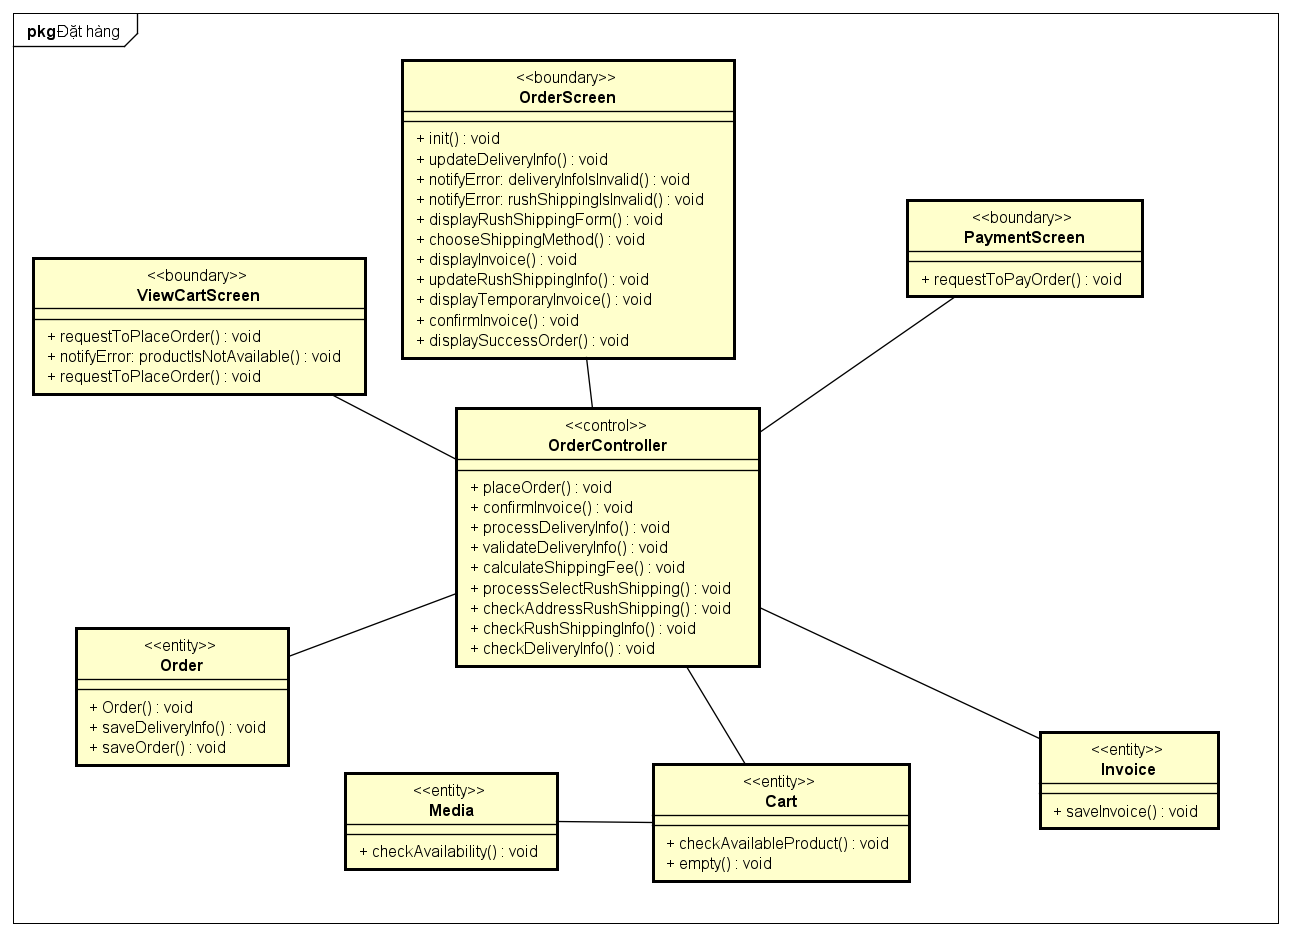 pkgĐặt hàng
<<boundary>>
OrderScreen
+ init() : void
+ updateDeliveryInfo() : void
+ notifyError: deliveryInfoIsInvalid() : void
+ notifyError: rushShippingIsInvalid() : void
+ displayRushShippingForm() : void
+ chooseShippingMethod() : void
+ displayInvoice() : void
+ updateRushShippingInfo() : void
+ displayTemporaryInvoice() : void
+ confirmInvoice() : void
+ displaySuccessOrder() : void
<<boundary>>
PaymentScreen
+ requestToPayOrder() : void
<<boundary>>
ViewCartScreen
+ requestToPlaceOrder() : void
+ notifyError: productIsNotAvailable() : void
+ requestToPlaceOrder() : void
<<control>>
OrderController
+ placeOrder() : void
+ confirmInvoice() : void
+ processDeliveryInfo() : void
+ validateDeliveryInfo() : void
+ calculateShippingFee() : void
+ processSelectRushShipping() : void
+ checkAddressRushShipping() : void
+ checkRushShippingInfo() : void
+ checkDeliveryInfo() : void
<<entity>>
Order
+ Order() : void
+ saveDeliveryInfo() : void
+ saveOrder() : void
<<entity>>
Media
+ checkAvailability() : void
<<entity>>
Cart
+ checkAvailableProduct() : void
+ empty() : void
<<entity>>
Invoice
+ saveInvoice() : void